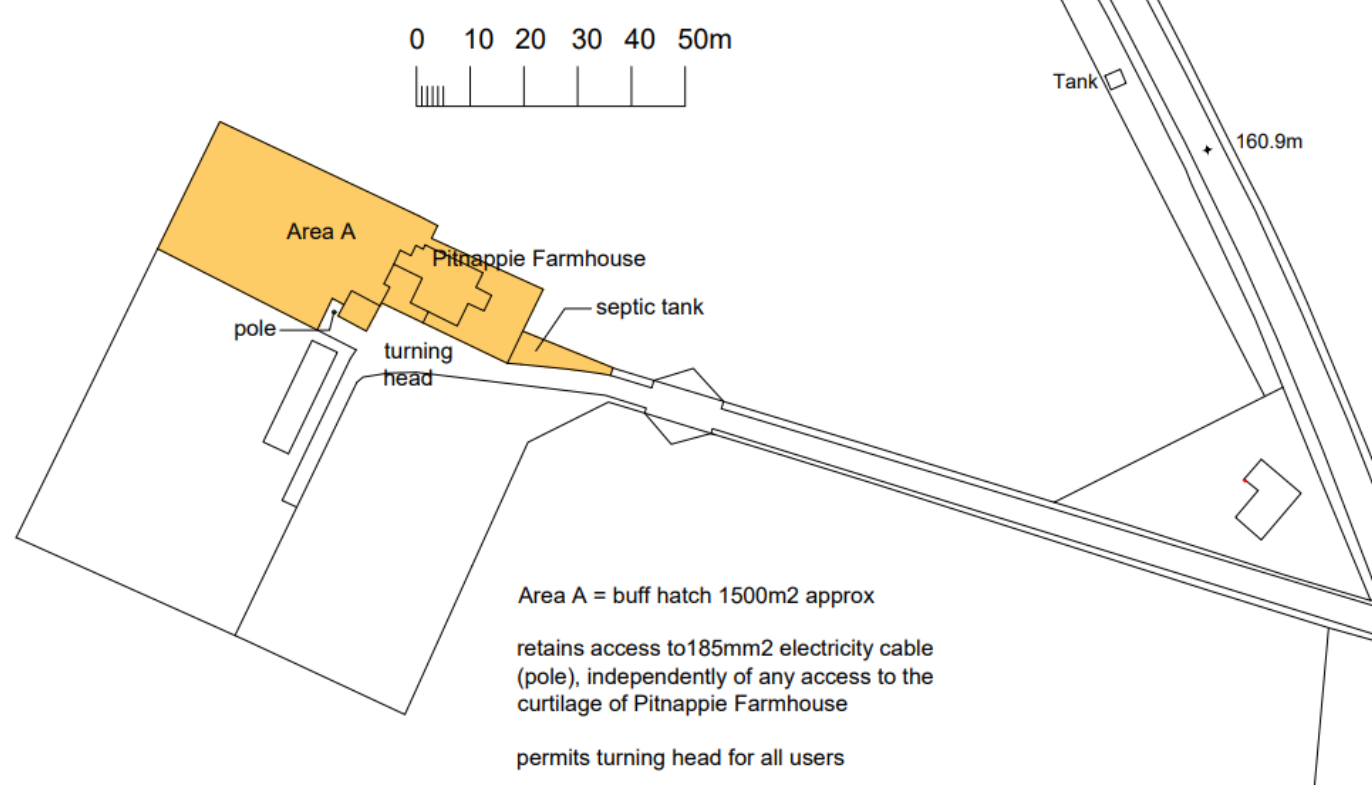 0 10 20 30 40 50m
Tank
160.9m
Area A
Pitnappie Farmhouse
septic tank
pole
turning
head
Area A = buff hatch 1500m2 approx
retains access to185mm2 electricity cable
(pole), independently of any access to the
curtilage of Pitnappie Farmhouse
permits turning head for all users